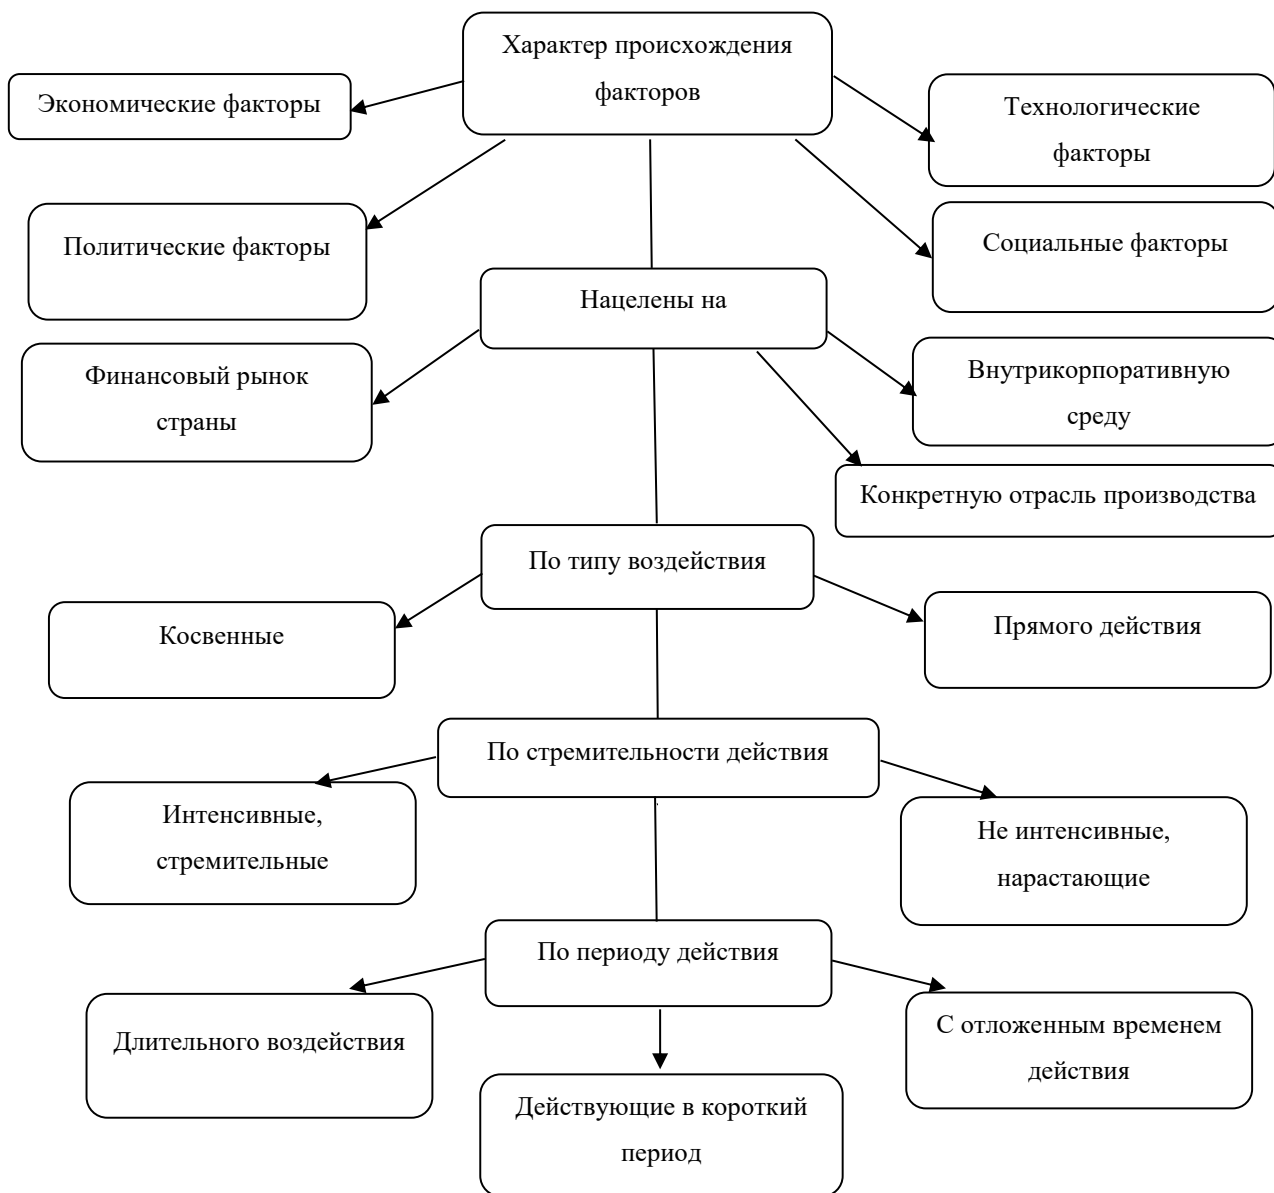 Характер происхождения
факторов
Экономические факторы
Технологические
факторы
Политические факторы
Социальные факторы
Нацелены на
Финансовый рынок
страны
Внутрикорпоративную
среду
Конкретную отрасль производства
По типу воздействия
Косвенные
Прямого действия
По стремительности действия
Интенсивные,
стремительные
Не интенсивные,
нарастающие
По периоду действия
Длительного воздействия
С отложенным временем
действия
Действующие в короткий
период